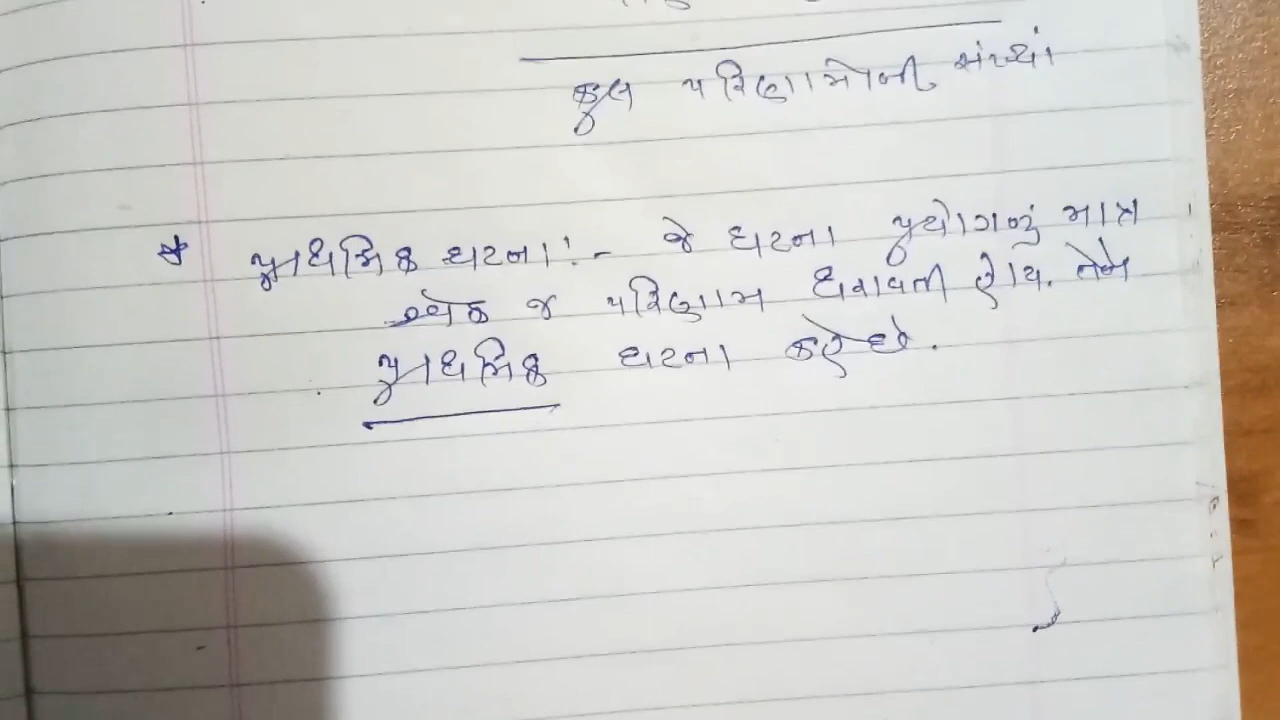 કુલ પરિણામોની સંખ્યાં
* પ્રાથમિક ઘટના :- જે ઘટના પ્રયોગનું માત્ર
એક જ પરિણામ ધરાવતી હોય. તેને
પ્રાથમિક ઘટના કહે છે.